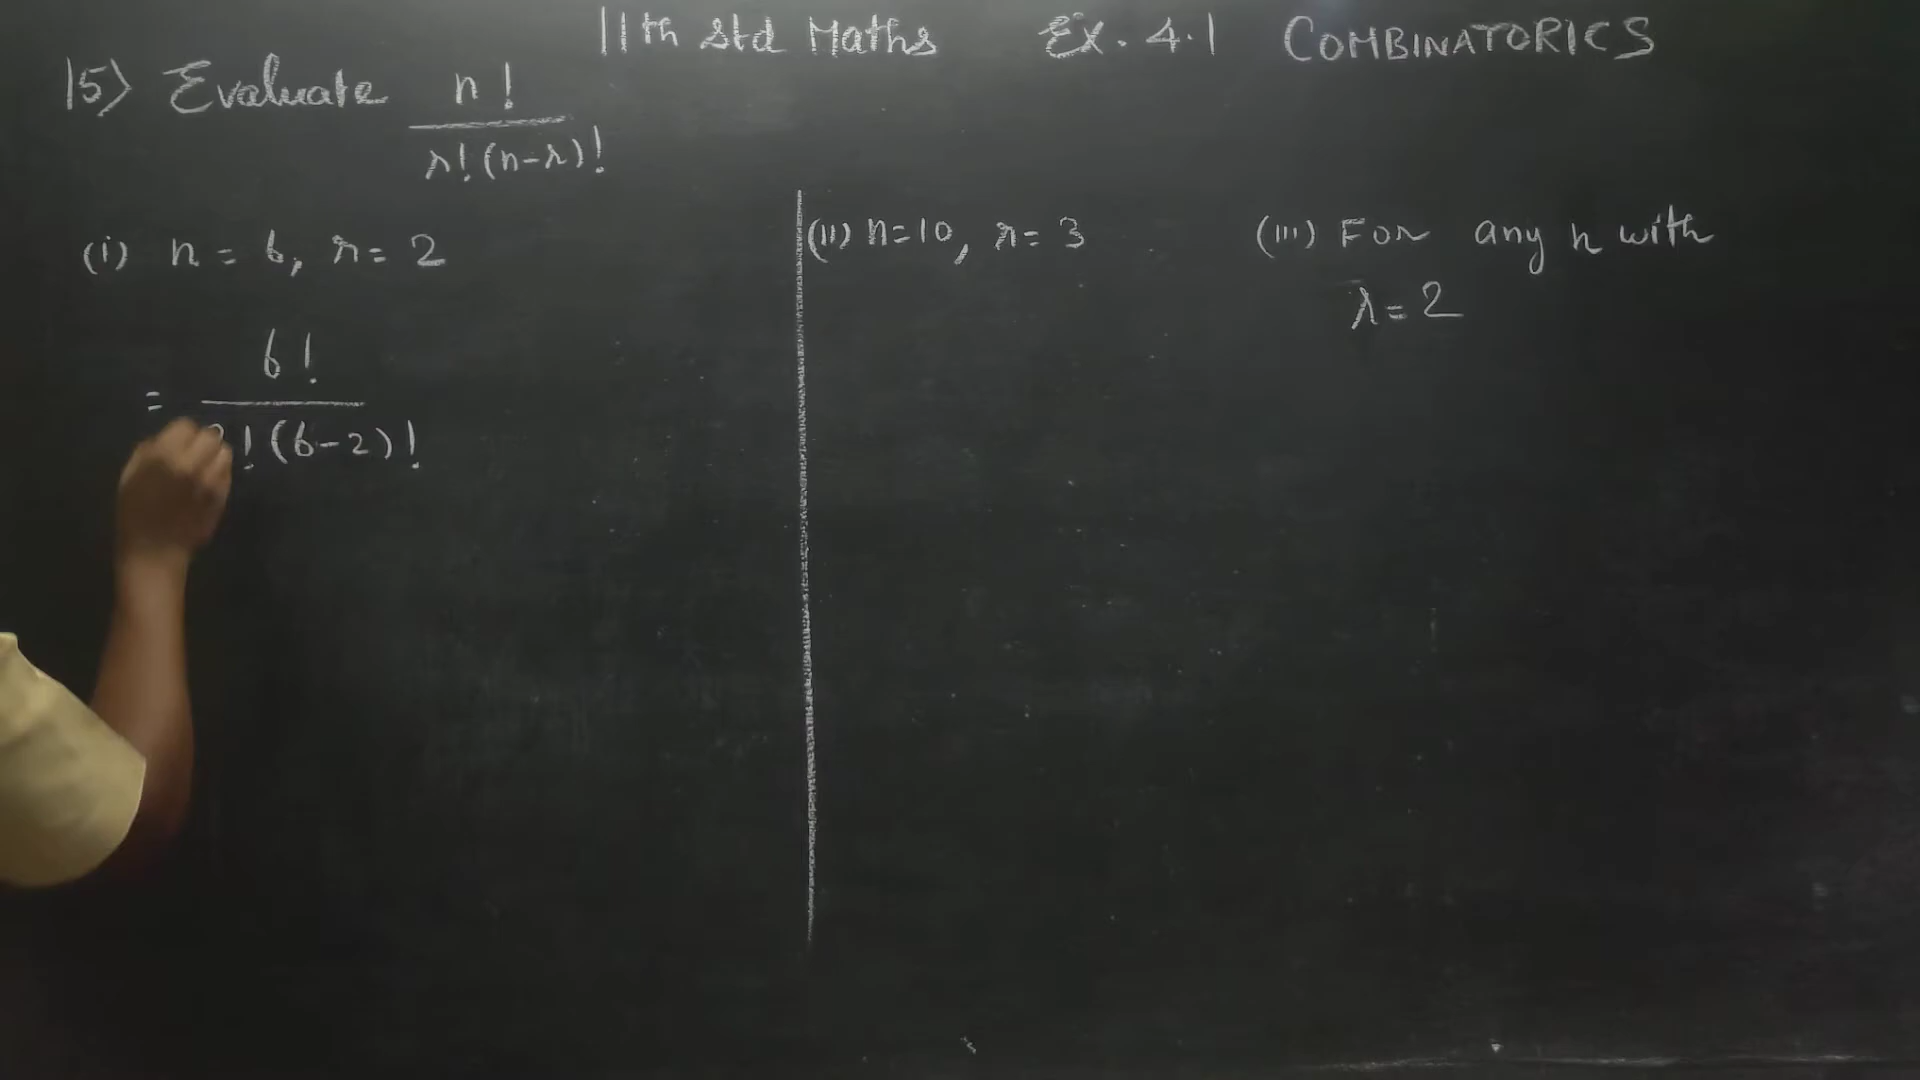 11th std Maths Ex. 4.1 COMBINATORICS
15) Evaluate n!
r!(n-r)!
(i) n = 6, r = 2
6!
=
2!(6-2)!
(ii) n=10, r = 3
(iii) For any n with
r = 2